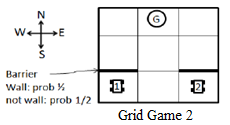 N
W E
S
G
Barrier
Wall: prob ½
not wall: prob 1/2
1 2
Grid Game 2